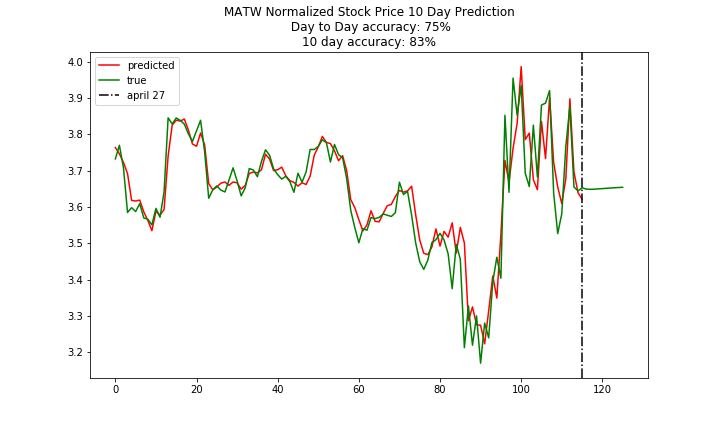 MATW Normalized Stock Price 10 Day Prediction
Day to Day accuracy: 75%
10 day accuracy: 83%
predicted
true
april 27
4.0
3.9
3.8
3.7
3.6
3.5
3.4
3.3
3.2
0 20 40 60 80 100 120